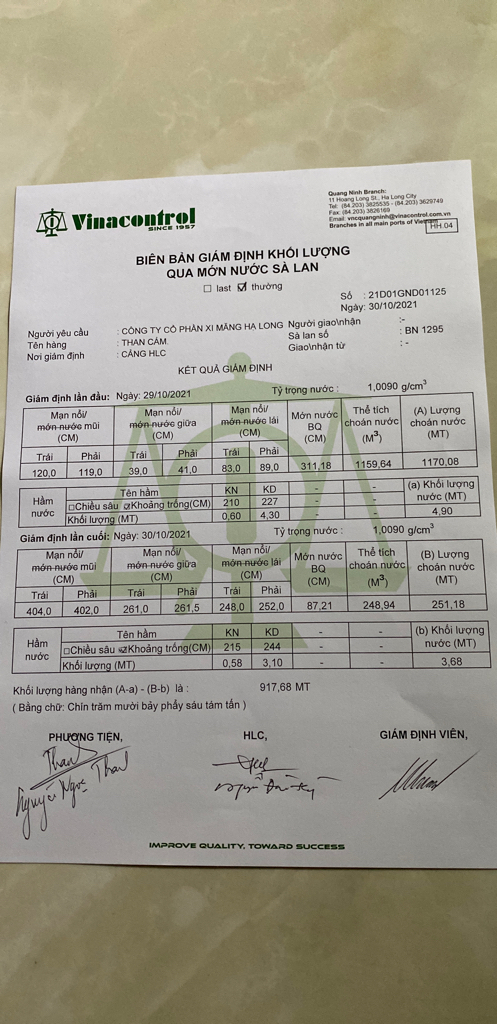 Vinacontrol
SINCE 1957
Quang Ninh Branch:
11 Hoang Long St., Ha Long City
Tel: (84.203) 3825535 - (84.203) 3629749
Fax: (84.203) 3826169
Email: vncquangninh@vinacontrol.com.vn
Branches in all main ports of Vietnam
HH.04
BIÊN BẢN GIÁM ĐỊNH KHỐI LƯỢNG
QUA MỚN NƯỚC SÀ LAN
☐ last ☑ thường
Số : 21D01GND01125
Ngày: 30/10/2021
Người yêu cầu : CÔNG TY CỔ PHẦN XI MĂNG HẠ LONG Người giao\nhận :-
Tên hàng : THAN CÁM Sà lan số : BN 1295
Nơi giám định : CẢNG HLC Giao\nhận từ : -
KẾT QUẢ GIÁM ĐỊNH
Giám định lần đầu: Ngày: 29/10/2021 Tỷ trọng nước : 1,0090 g/cm³
Mạn nổi/ Mạn nổi/ Mạn nổi/ Mớn nước Thể tích (A) Lượng
mớn nước mũi mớn nước giữa mớn nước lái BQ choán nước choán nước
(CM) (CM) (CM) (CM) (M³) (MT)
Trái Phải Trái Phải Trái Phải
120,0 119,0 39,0 41,0 83,0 89,0 311,18 1159,64 1170,08
Hầm nước Tên hầm KN KD - - (a) Khối lượng nước (MT)
☐Chiều sâu ☑Khoảng trống(CM) 210 227 - -
Khối lượng (MT) 0,60 4,30 - - 4,90
Giám định lần cuối: Ngày: 30/10/2021 Tỷ trọng nước : 1,0090 g/cm³
Mạn nổi/ Mạn nổi/ Mạn nổi/ Mớn nước Thể tích (B) Lượng
mớn nước mũi mớn nước giữa mớn nước lái BQ choán nước choán nước
(CM) (CM) (CM) (CM) (M³) (MT)
Trái Phải Trái Phải Trái Phải
404,0 402,0 261,0 261,5 248,0 252,0 87,21 248,94 251,18
Hầm nước Tên hầm KN KD - - (b) Khối lượng nước (MT)
☐Chiều sâu ☑Khoảng trống(CM) 215 244 - -
Khối lượng (MT) 0,58 3,10 - - 3,68
Khối lượng hàng nhận (A-a) - (B-b) là : 917,68 MT
( Bằng chữ: Chín trăm mười bảy phẩy sáu tám tấn )
PHƯƠNG TIỆN, HLC, GIÁM ĐỊNH VIÊN,
Nguyễn Ngọc Than
IMPROVE QUALITY, TOWARD SUCCESS